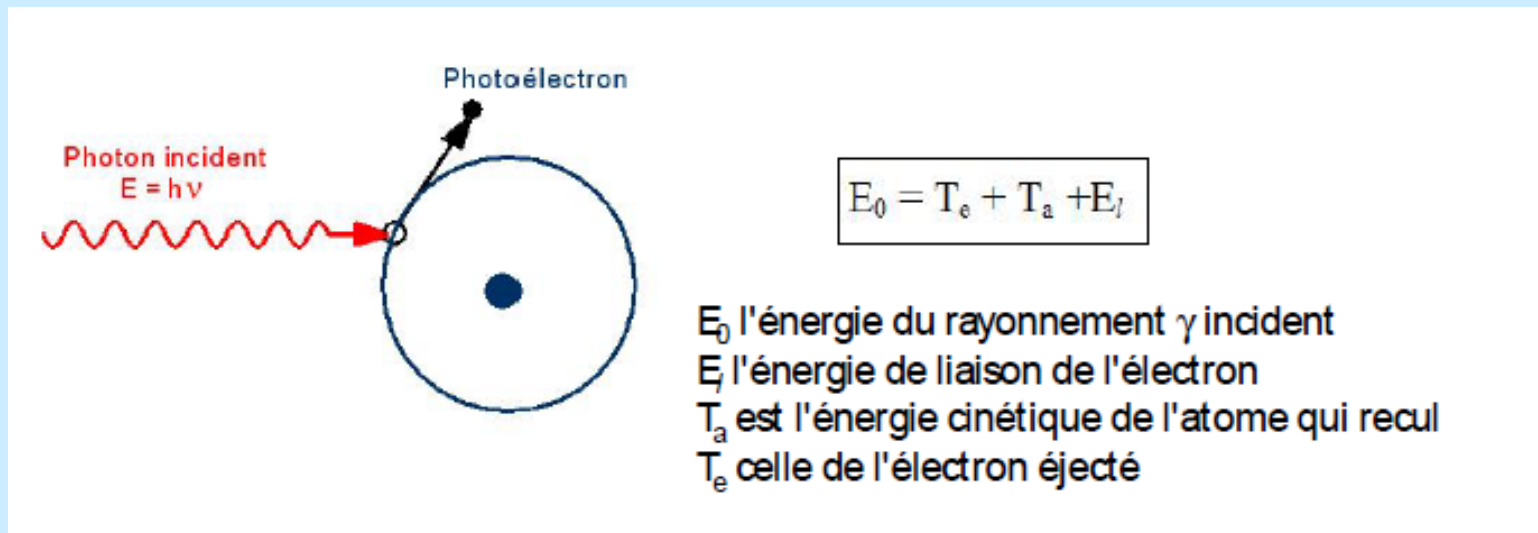 Photoélectron
Photon incident
E = hν
E₀ = Tₑ + Tₐ +Eₗ
E₀ l'énergie du rayonnement γ incident
Eₗ l'énergie de liaison de l'électron
Tₐ est l'énergie cinétique de l'atome qui recul
Tₑ celle de l'électron éjecté